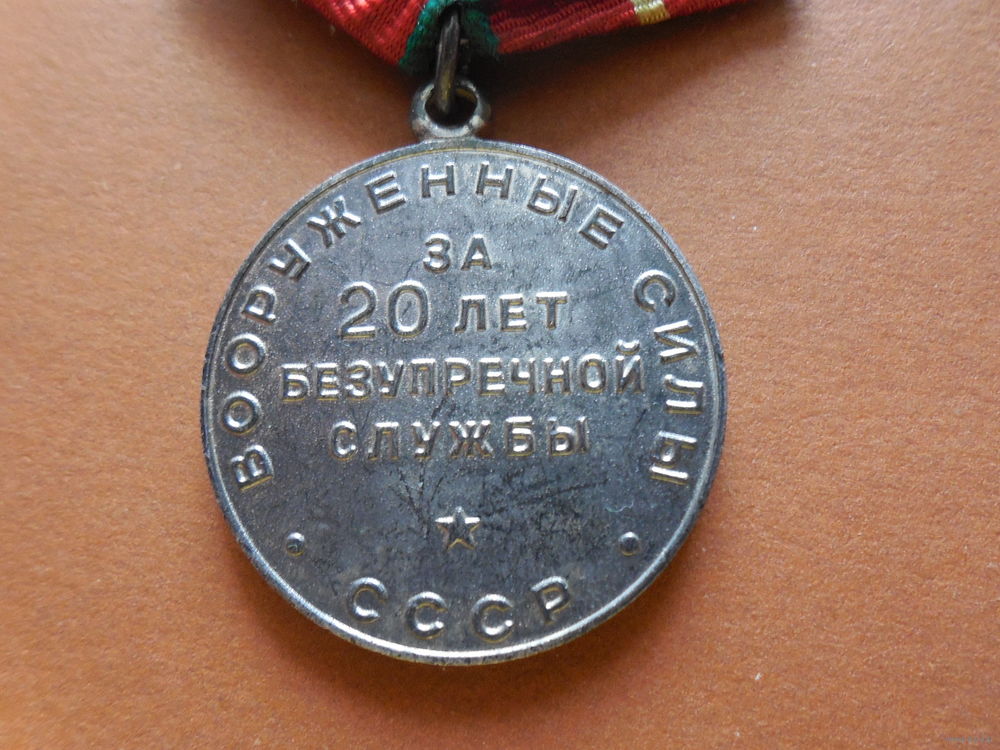 ВООРУЖЕННЫЕ СИЛЫ
ЗА
20 ЛЕТ
БЕЗУПРЕЧНОЙ
СЛУЖБЫ
СССР